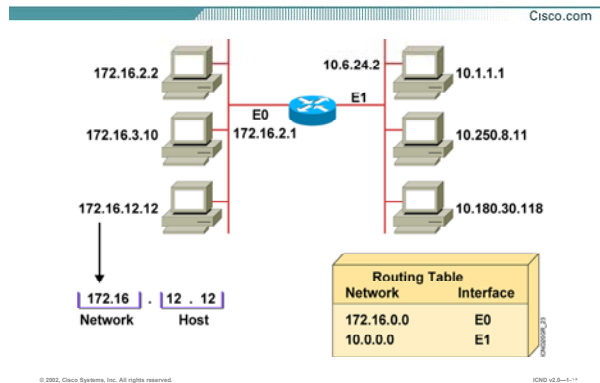 Cisco.com
172.16.2.2
10.6.24.2
10.1.1.1
E0
E1
172.16.2.1
172.16.3.10
10.250.8.11
172.16.12.12
10.180.30.118
172.16 . 12 . 12
Network Host
Routing Table
Network Interface
172.16.0.0 E0
10.0.0.0 E1
© 2002, Cisco Systems, Inc. All rights reserved.
ICND v2.0—1-